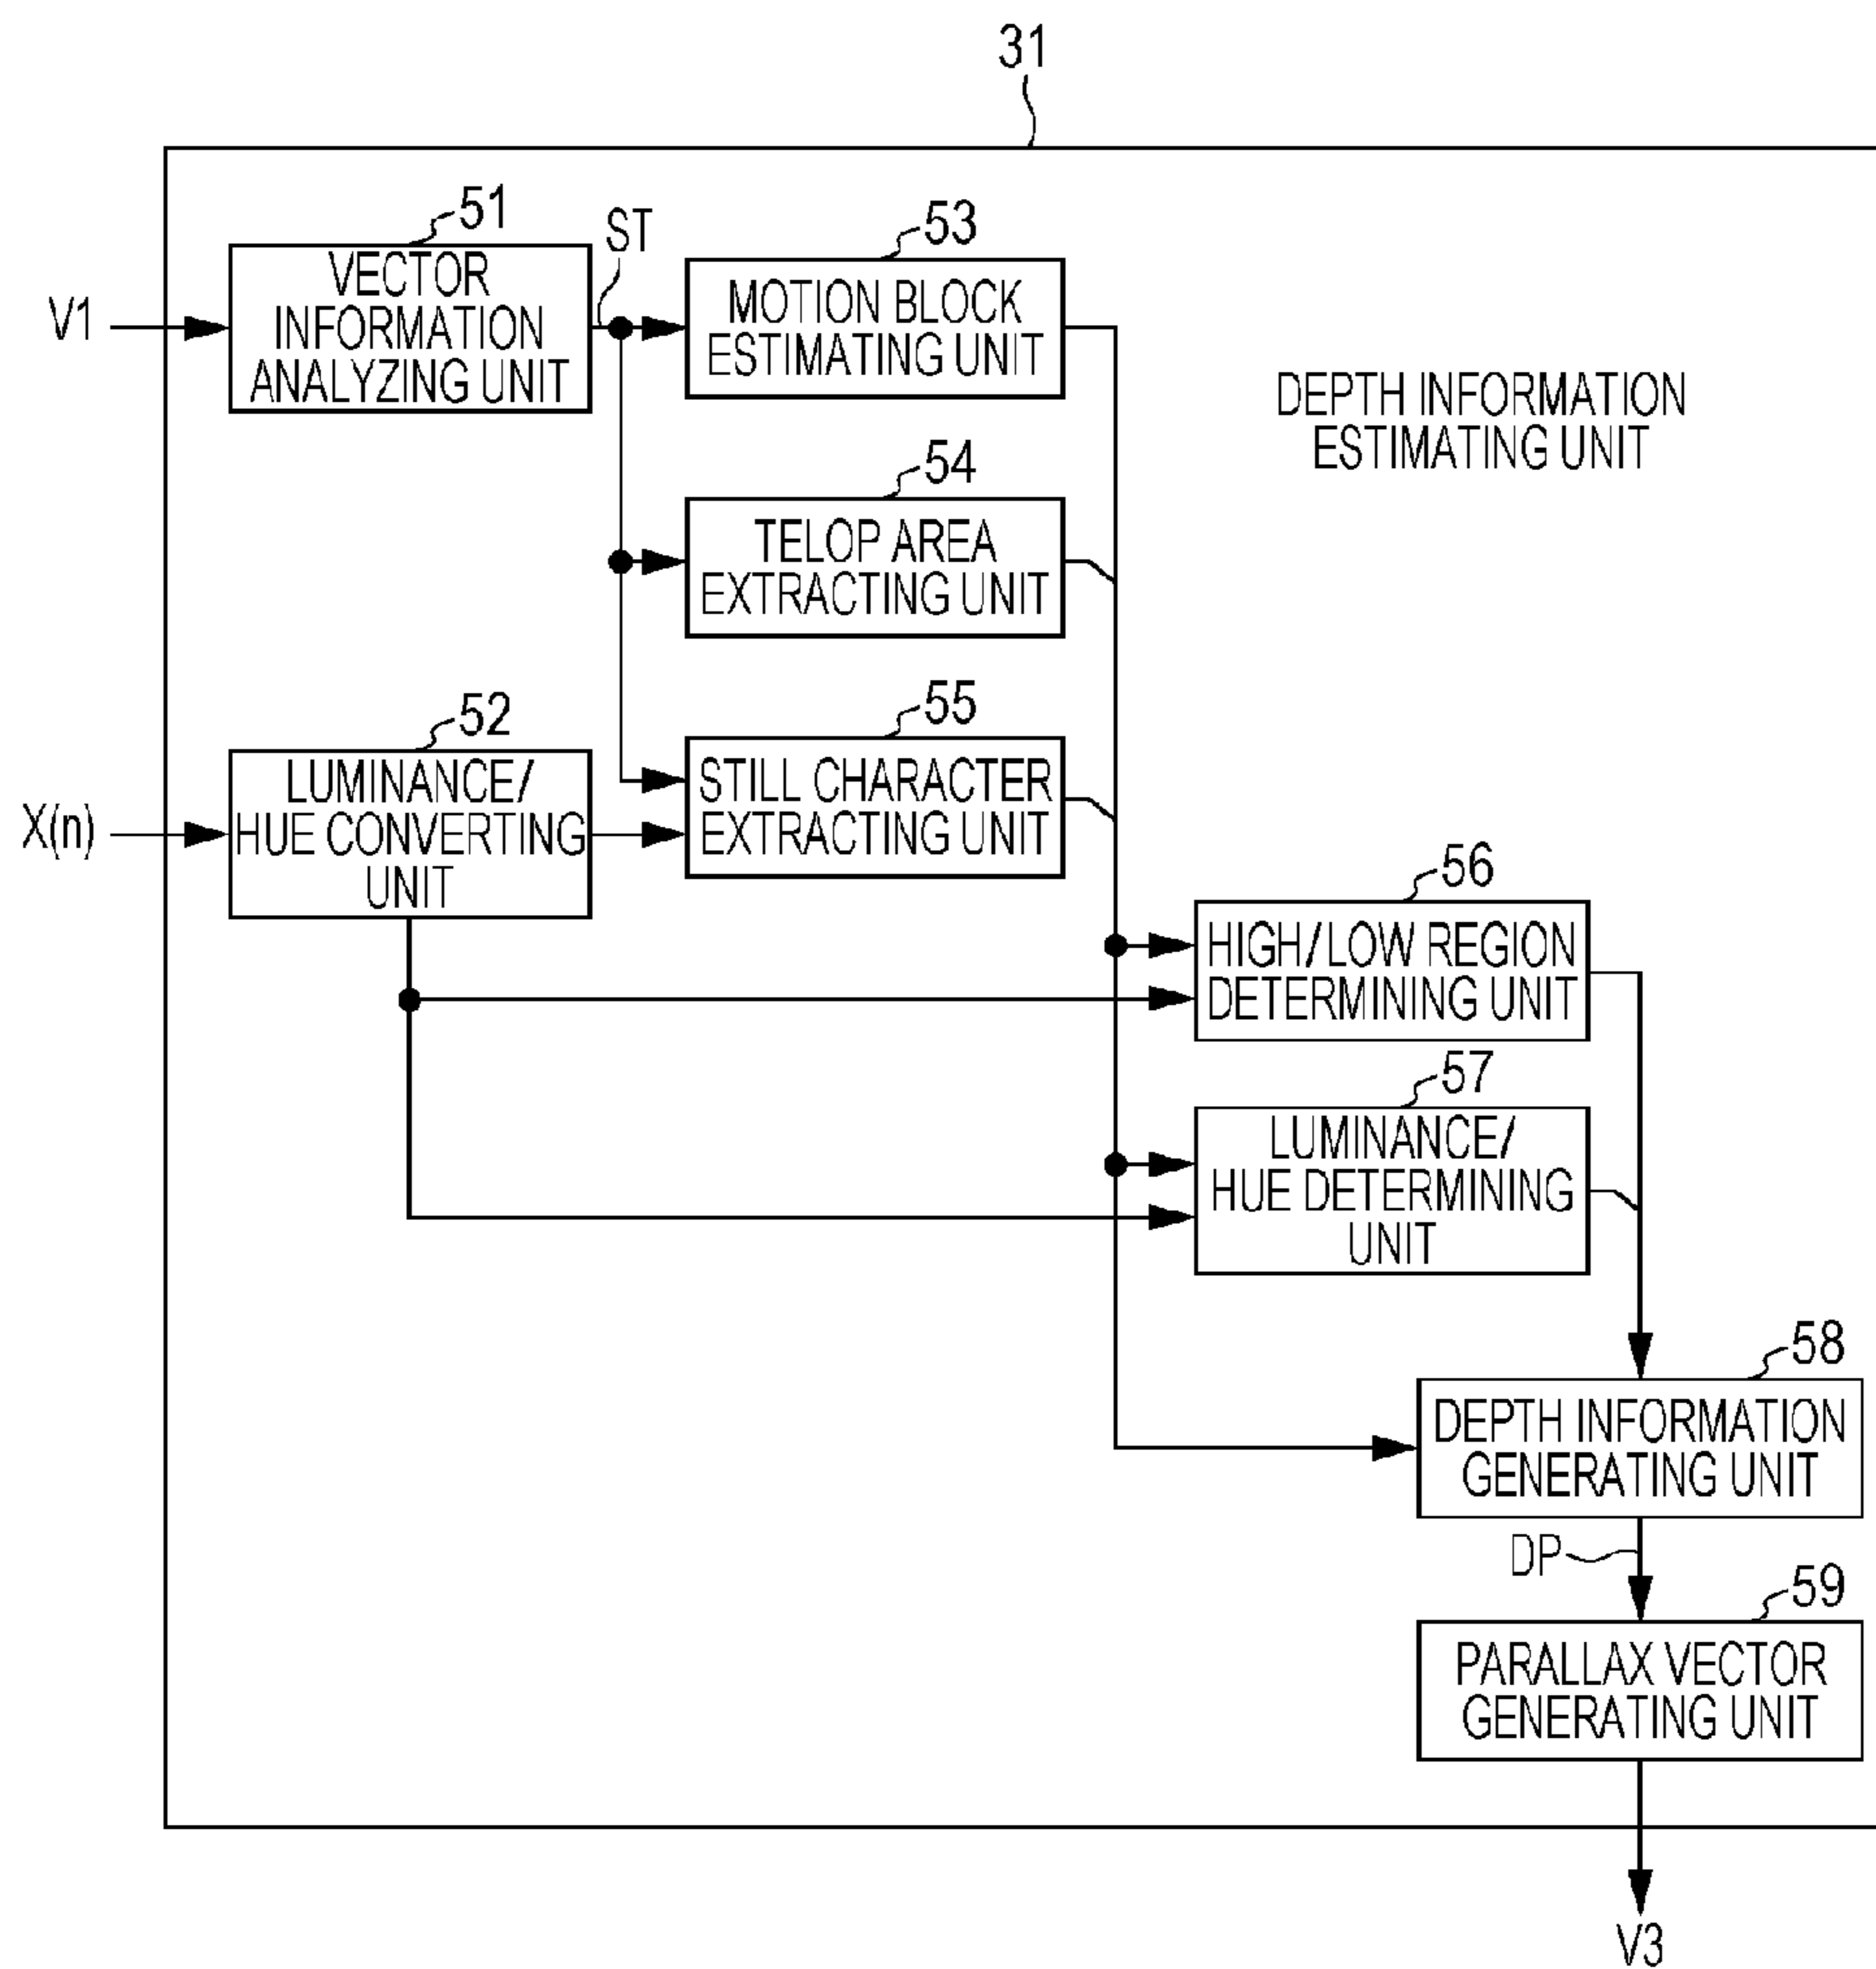 31
51
VECTOR
INFORMATION
ANALYZING UNIT
ST
53
MOTION BLOCK
ESTIMATING UNIT
V1
DEPTH INFORMATION
ESTIMATING UNIT
54
TELOP AREA
EXTRACTING UNIT
52
LUMINANCE/
HUE CONVERTING
UNIT
X(n)
55
STILL CHARACTER
EXTRACTING UNIT
56
HIGH/LOW REGION
DETERMINING UNIT
57
LUMINANCE/
HUE DETERMINING
UNIT
58
DEPTH INFORMATION
GENERATING UNIT
DP
59
PARALLAX VECTOR
GENERATING UNIT
V3